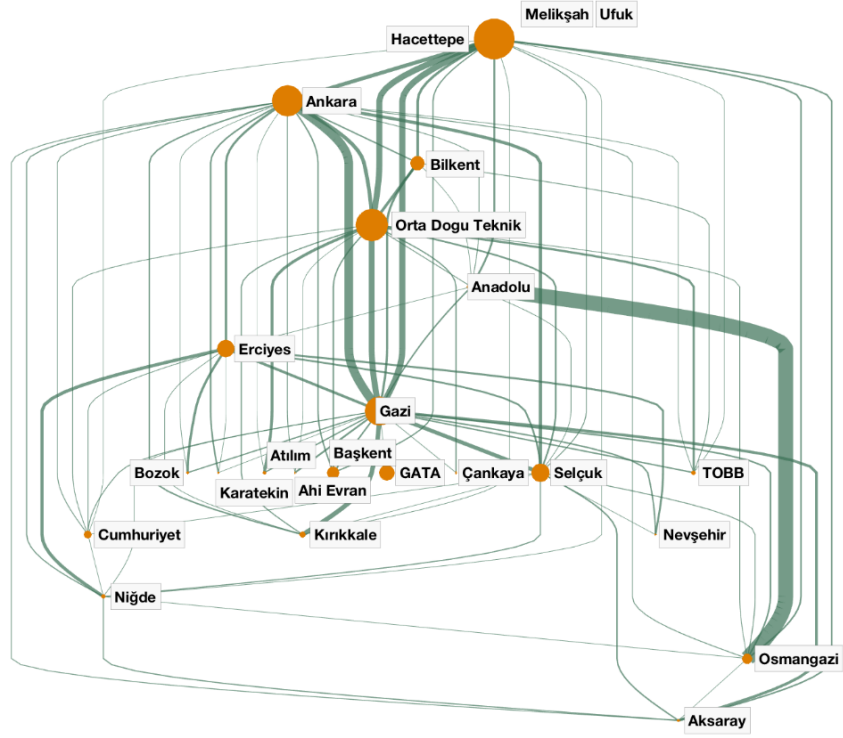 Melikşah Ufuk
Hacettepe
Ankara
Bilkent
Orta Dogu Teknik
Anadolu
Erciyes
Gazi
Başkent
Atılım
Bozok
GATA
Çankaya
Selçuk
TOBB
Karatekin
Ahi Evran
Cumhuriyet
Kırıkkale
Nevşehir
Niğde
Osmangazi
Aksaray